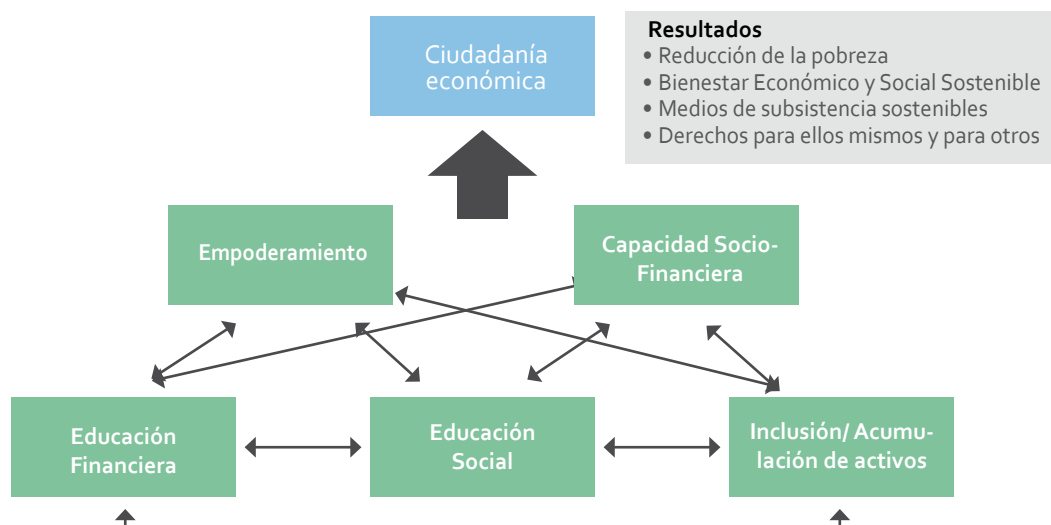 Ciudadanía
económica
Resultados
• Reducción de la pobreza
• Bienestar Económico y Social Sostenible
• Medios de subsistencia sostenibles
• Derechos para ellos mismos y para otros
Empoderamiento
Capacidad Socio-
Financiera
Educación
Financiera
Educación
Social
Inclusión/ Acumu-
lación de activos